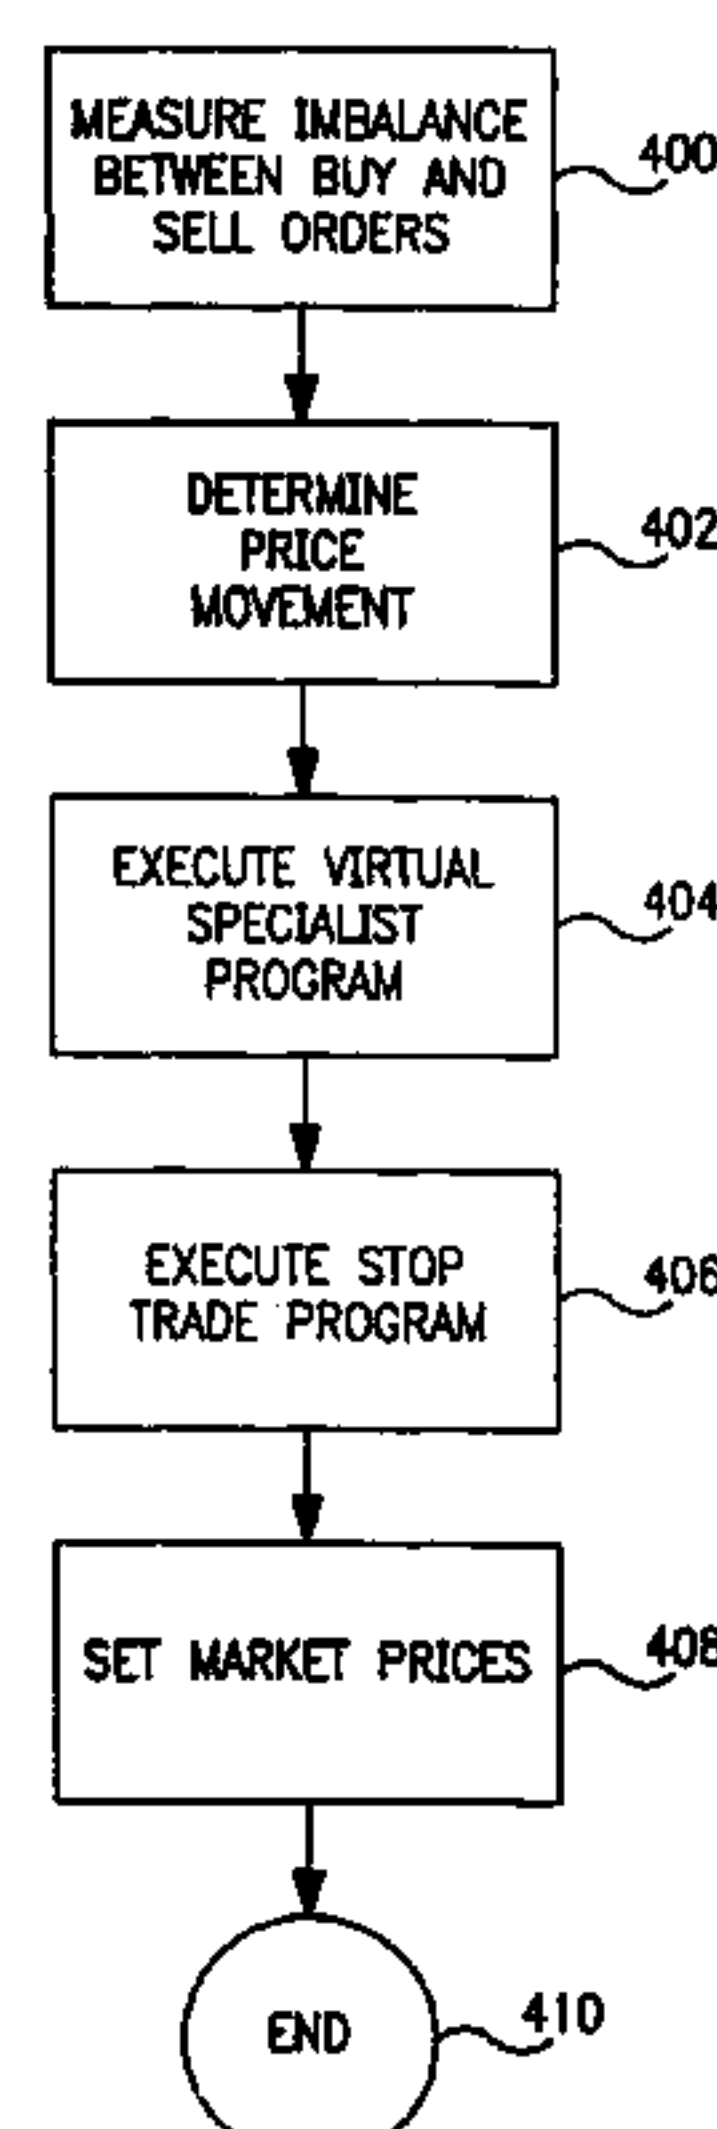 MEASURE IMBALANCE
BETWEEN BUY AND
SELL ORDERS
400
DETERMINE
PRICE
MOVEMENT
402
EXECUTE VIRTUAL
SPECIALIST
PROGRAM
404
EXECUTE STOP
TRADE PROGRAM
406
SET MARKET PRICES
408
END
410